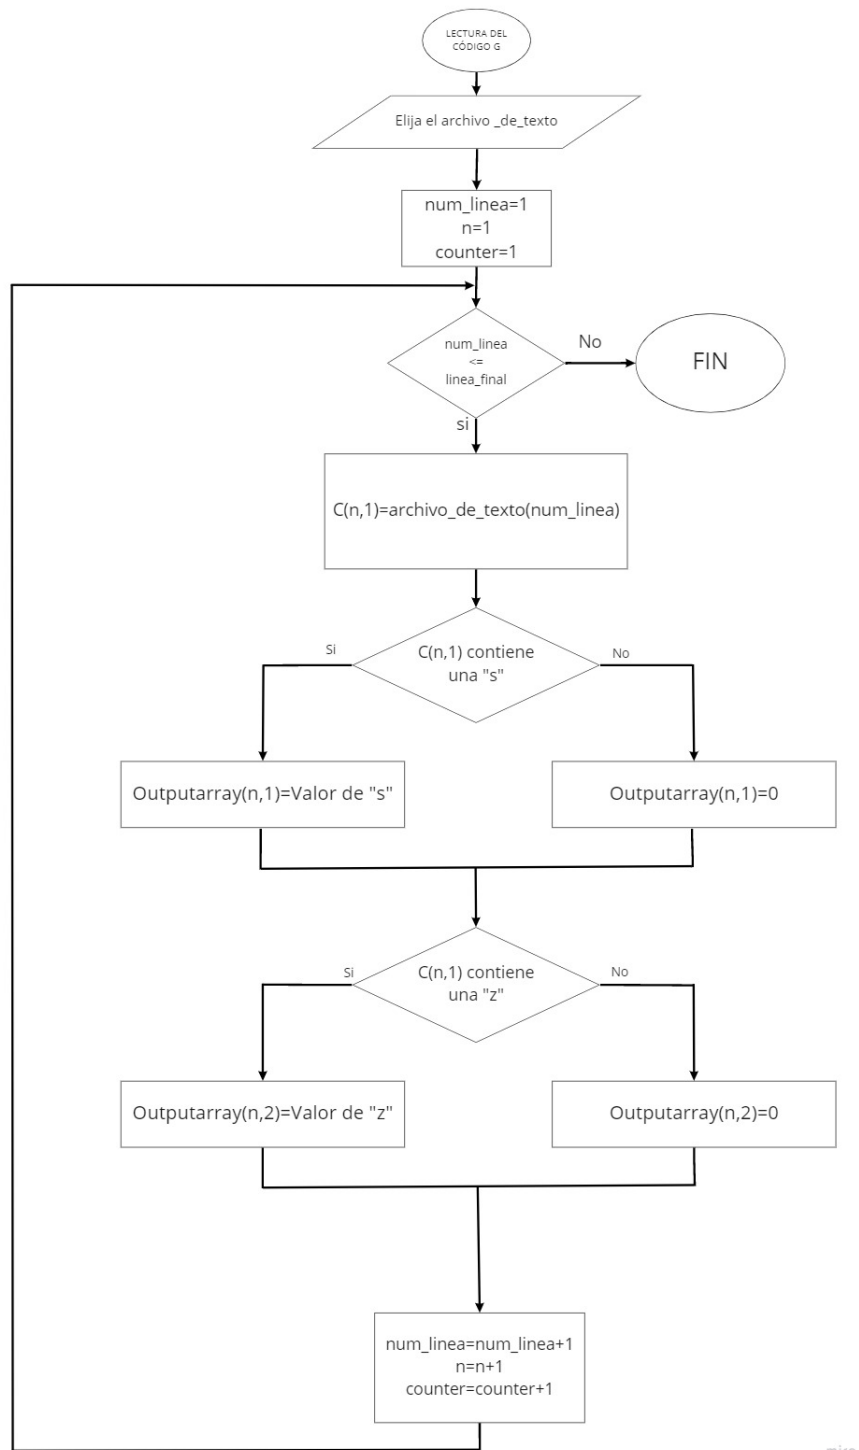 LECTURA DEL
CÓDIGO G
Elija el archivo _de_texto
num_linea=1
n=1
counter=1
num_linea
<=
linea_final
No
FIN
si
C(n,1)=archivo_de_texto(num_linea)
C(n,1) contiene
una "s"
Si
No
Outputarray(n,1)=Valor de "s"
Outputarray(n,1)=0
C(n,1) contiene
una "z"
Si
No
Outputarray(n,2)=Valor de "z"
Outputarray(n,2)=0
num_linea=num_linea+1
n=n+1
counter=counter+1